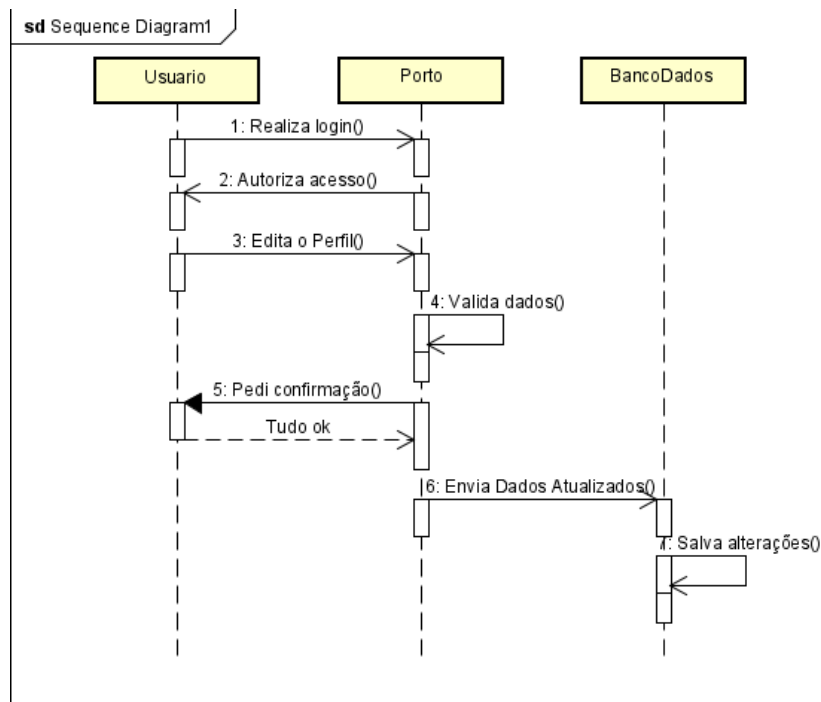 sd Sequence Diagram1
Usuario
Porto
BancoDados
1: Realiza login()
2: Autoriza acesso()
3: Edita o Perfil()
4: Valida dados()
5: Pedi confirmação()
Tudo ok
6: Envia Dados Atualizados()
7: Salva alterações()